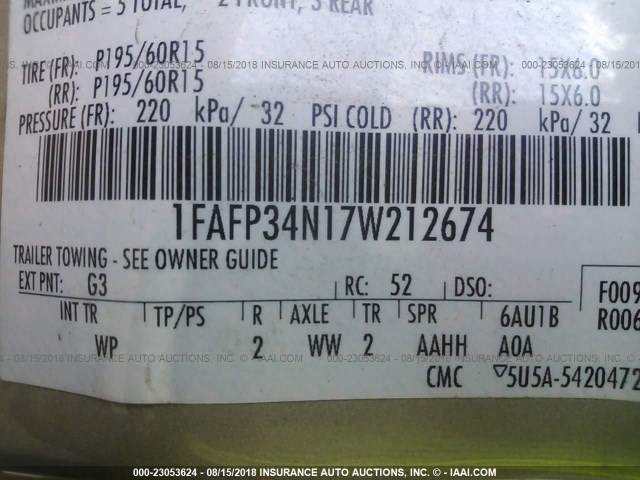 OCCUPANTS = 5 TOTAL, 2 FRONT, 3 REAR
TIRE (FR): P195/60R15 RIMS (FR): 15X6.0
(RR): P195/60R15 (RR): 15X6.0
PRESSURE (FR): 220 kPa/ 32 PSI COLD (RR): 220 kPa/ 32
1FAFP34N17W212674
TRAILER TOWING - SEE OWNER GUIDE
EXT PNT: G3 RC: 52 DSO: F009
INT TR TP/PS R AXLE TR SPR 6AU1B R006
WP 2 WW 2 AAHH A0A
CMC ▽5U5A-5420472
000-23053624 - 08/15/2018 INSURANCE AUTO AUCTIONS, INC. - IAAI.COM